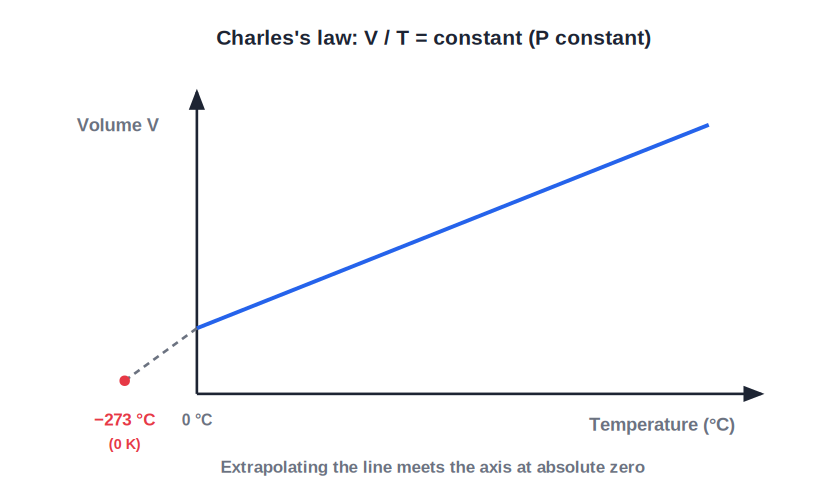 Charles's law: V / T = constant (P constant)
Volume V
−273 °C
(0 K)
0 °C
Temperature (°C)
Extrapolating the line meets the axis at absolute zero